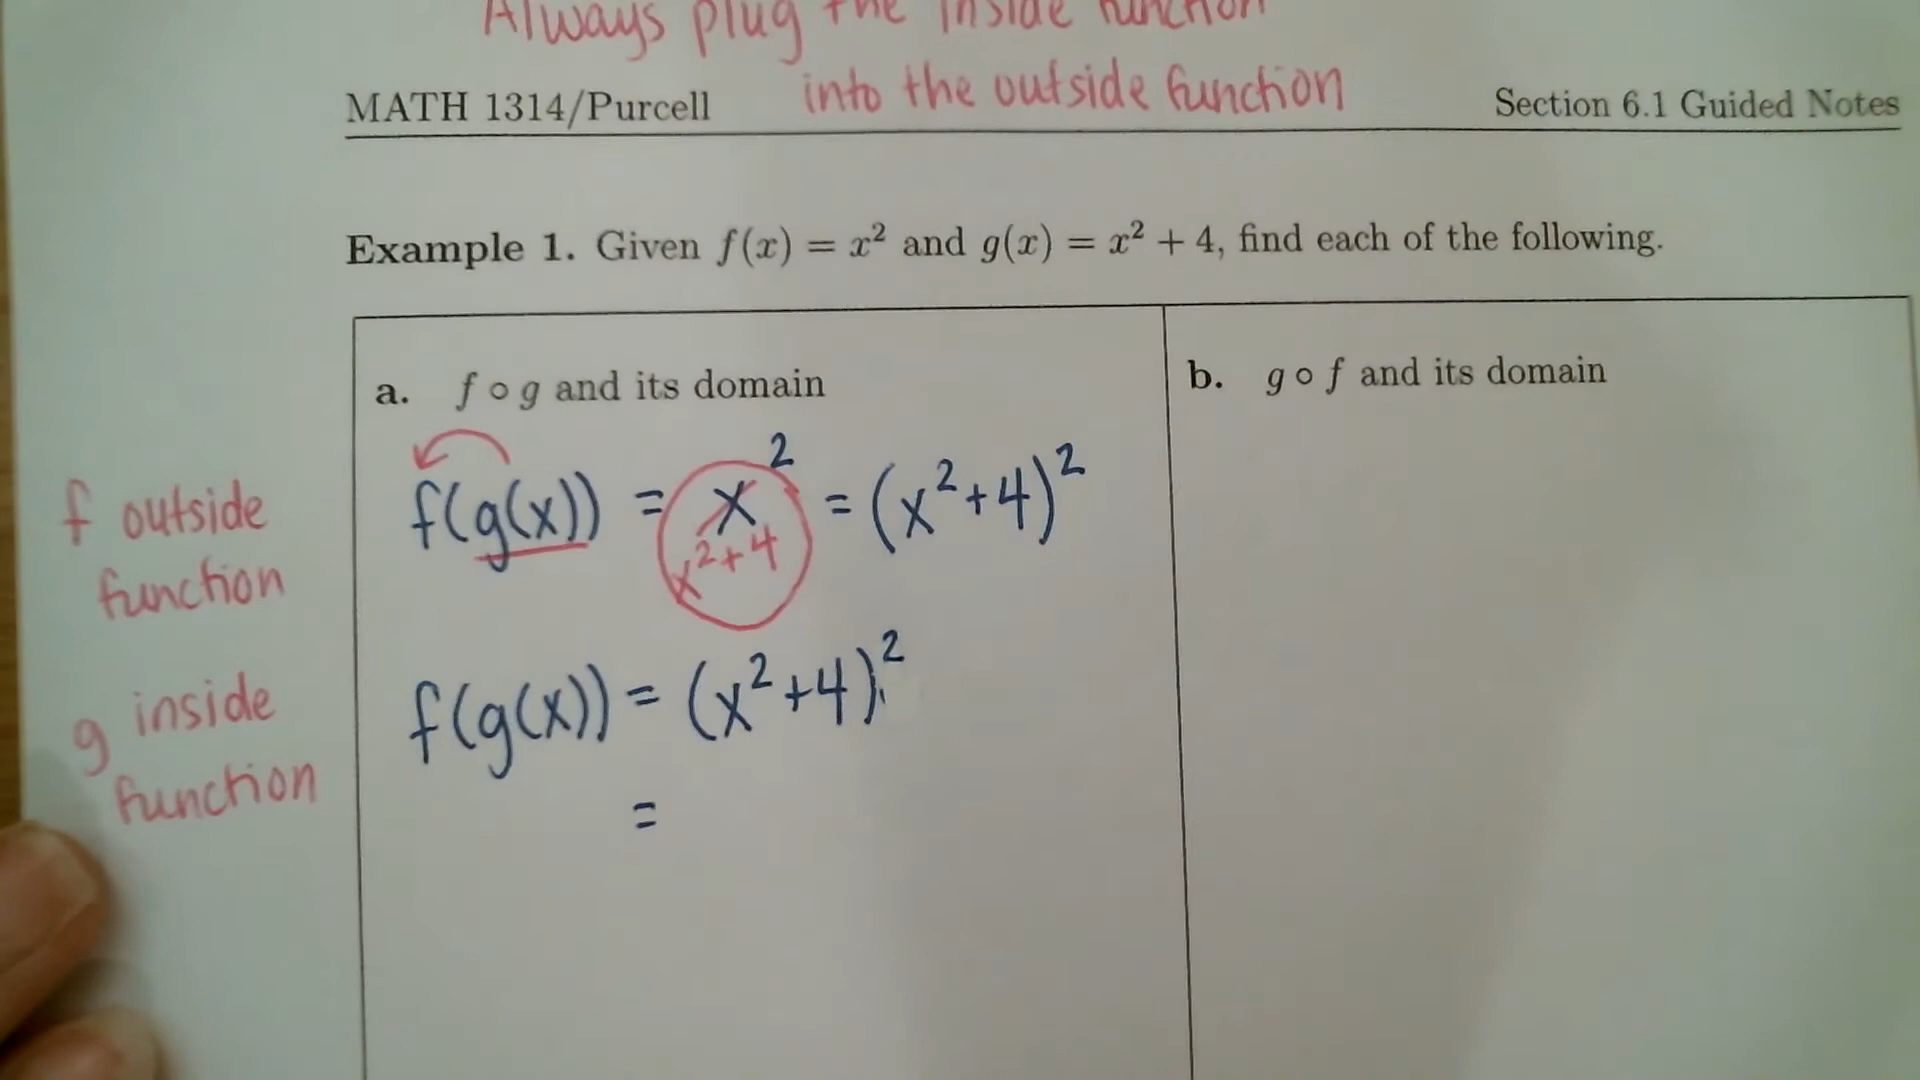 Always plug the inside function
into the outside function
MATH 1314/Purcell
Section 6.1 Guided Notes
Example 1. Given f(x) = x² and g(x) = x² + 4, find each of the following.
a. f ∘ g and its domain
f(g(x)) = x² = (x²+4)²
x²+4
f(g(x)) = (x²+4)²
=
b. g ∘ f and its domain
f outside
function
g inside
function